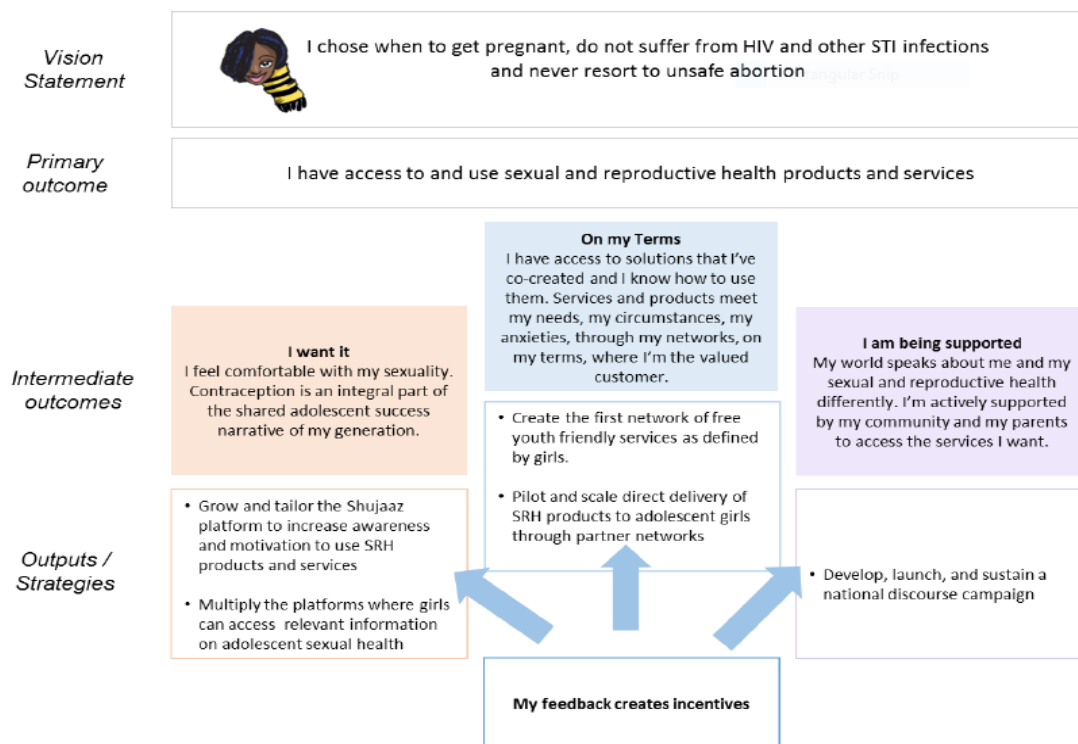 Vision
Statement
I chose when to get pregnant, do not suffer from HIV and other STI infections
and never resort to unsafe abortion
Rectangular Snip
Primary
outcome
I have access to and use sexual and reproductive health products and services
Intermediate
outcomes
I want it
I feel comfortable with my sexuality.
Contraception is an integral part of
the shared adolescent success
narrative of my generation.
On my Terms
I have access to solutions that I've
co-created and I know how to use
them. Services and products meet
my needs, my circumstances, my
anxieties, through my networks, on
my terms, where I'm the valued
customer.
I am being supported
My world speaks about me and my
sexual and reproductive health
differently. I'm actively supported
by my community and my parents
to access the services I want.
Outputs /
Strategies
• Grow and tailor the Shujaaz
platform to increase awareness
and motivation to use SRH
products and services
• Multiply the platforms where girls
can access relevant information
on adolescent sexual health
• Create the first network of free
youth friendly services as defined
by girls.
• Pilot and scale direct delivery of
SRH products to adolescent girls
through partner networks
• Develop, launch, and sustain a
national discourse campaign
My feedback creates incentives